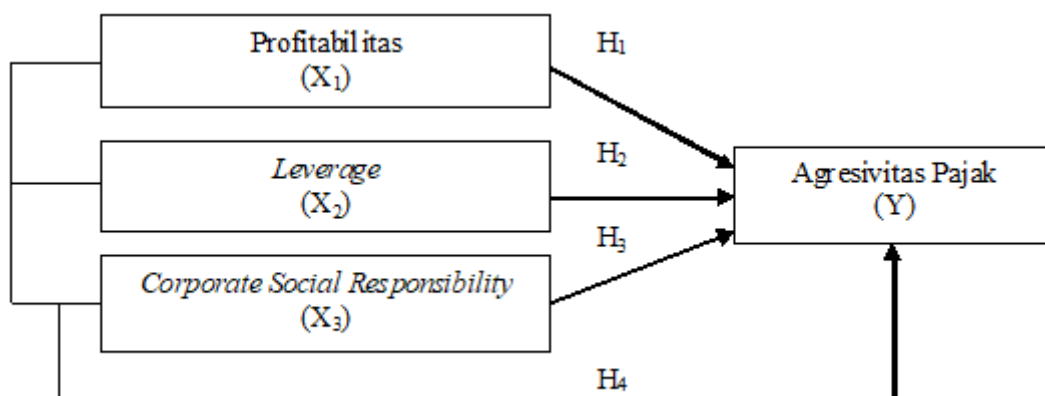 Profitabilitas
(X₁)
H₁
Leverage
(X₂)
H₂
Agresivitas Pajak
(Y)
Corporate Social Responsibility
(X₃)
H₃
H₄